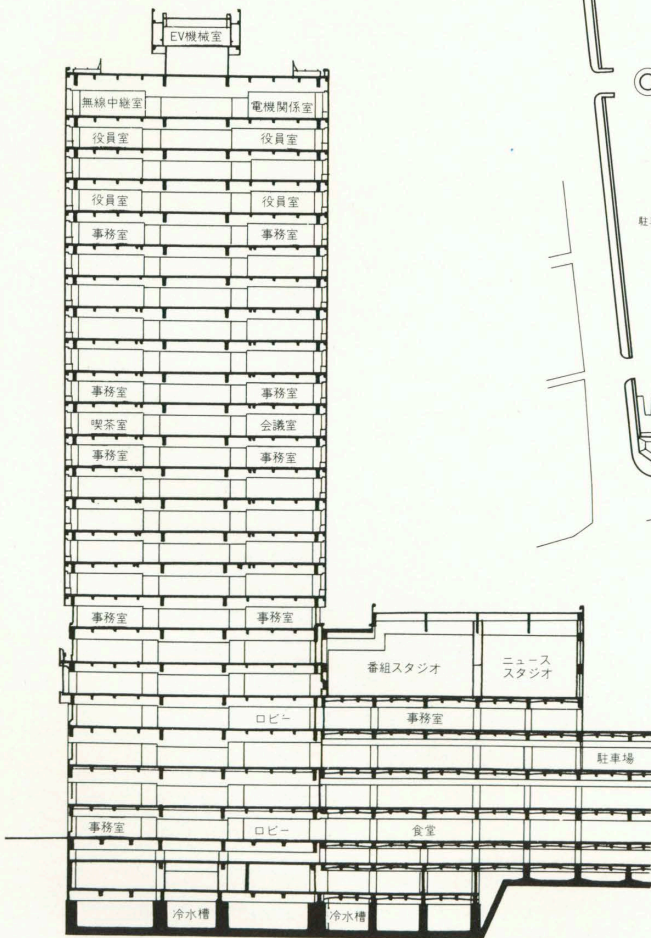 EV機械室
無線中継室 電機関係室
役員室 役員室
役員室 役員室
事務室 事務室
事務室 事務室
喫茶室 会議室
事務室 事務室
事務室 事務室
番組スタジオ ニュース
スタジオ
ロビー 事務室
駐車場
事務室 ロビー 食堂
冷水槽 冷水槽